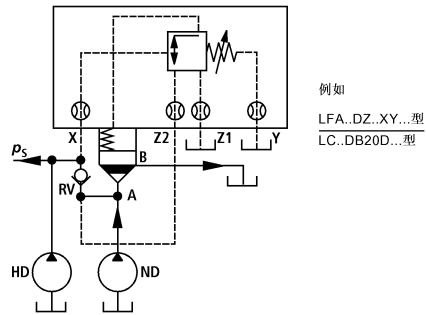 X
Z2
Z1
Y
B
pS
RV
A
HD
ND
例如
LFA..DZ..XY...型
LC..DB20D...型